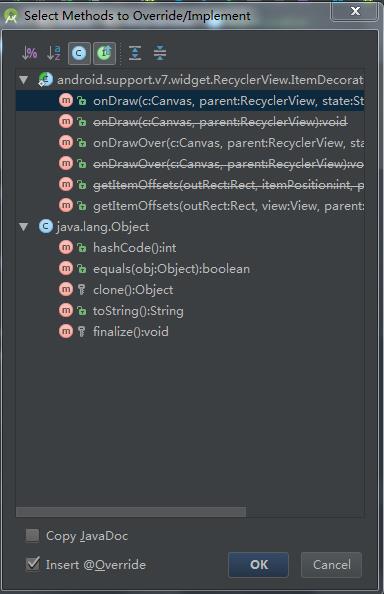 Select Methods to Override/Implement
android.support.v7.widget.RecyclerView.ItemDecorat
onDraw(c:Canvas, parent:RecyclerView, state:St
onDraw(c:Canvas, parent:RecyclerView):void
onDrawOver(c:Canvas, parent:RecyclerView, sta
onDrawOver(c:Canvas, parent:RecyclerView):vo
getItemOffsets(outRect:Rect, itemPosition:int, p
getItemOffsets(outRect:Rect, view:View, parent:
java.lang.Object
hashCode():int
equals(obj:Object):boolean
clone():Object
toString():String
finalize():void
Copy JavaDoc
Insert @Override OK Cancel